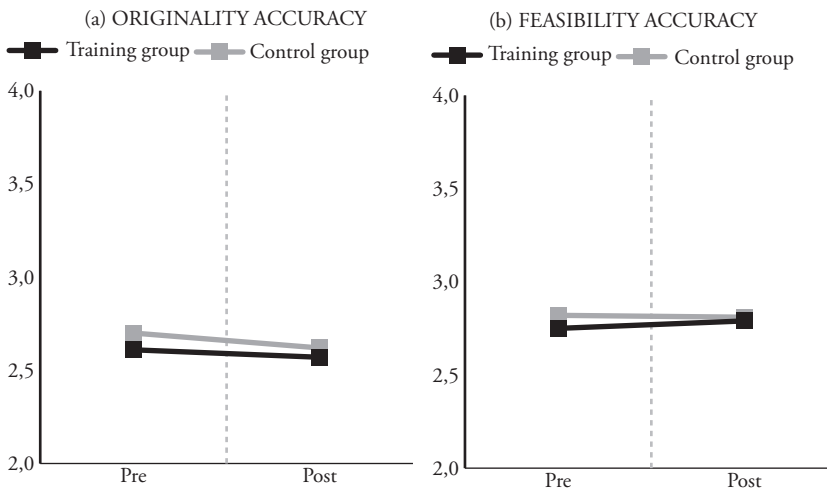 (a) ORIGINALITY ACCURACY
Training group Control group
4,0
3,5
3,0
2,5
2,0
Pre Post
(b) FEASIBILITY ACCURACY
Training group Control group
4,0
3,5
3,0
2,5
2,0
Pre Post